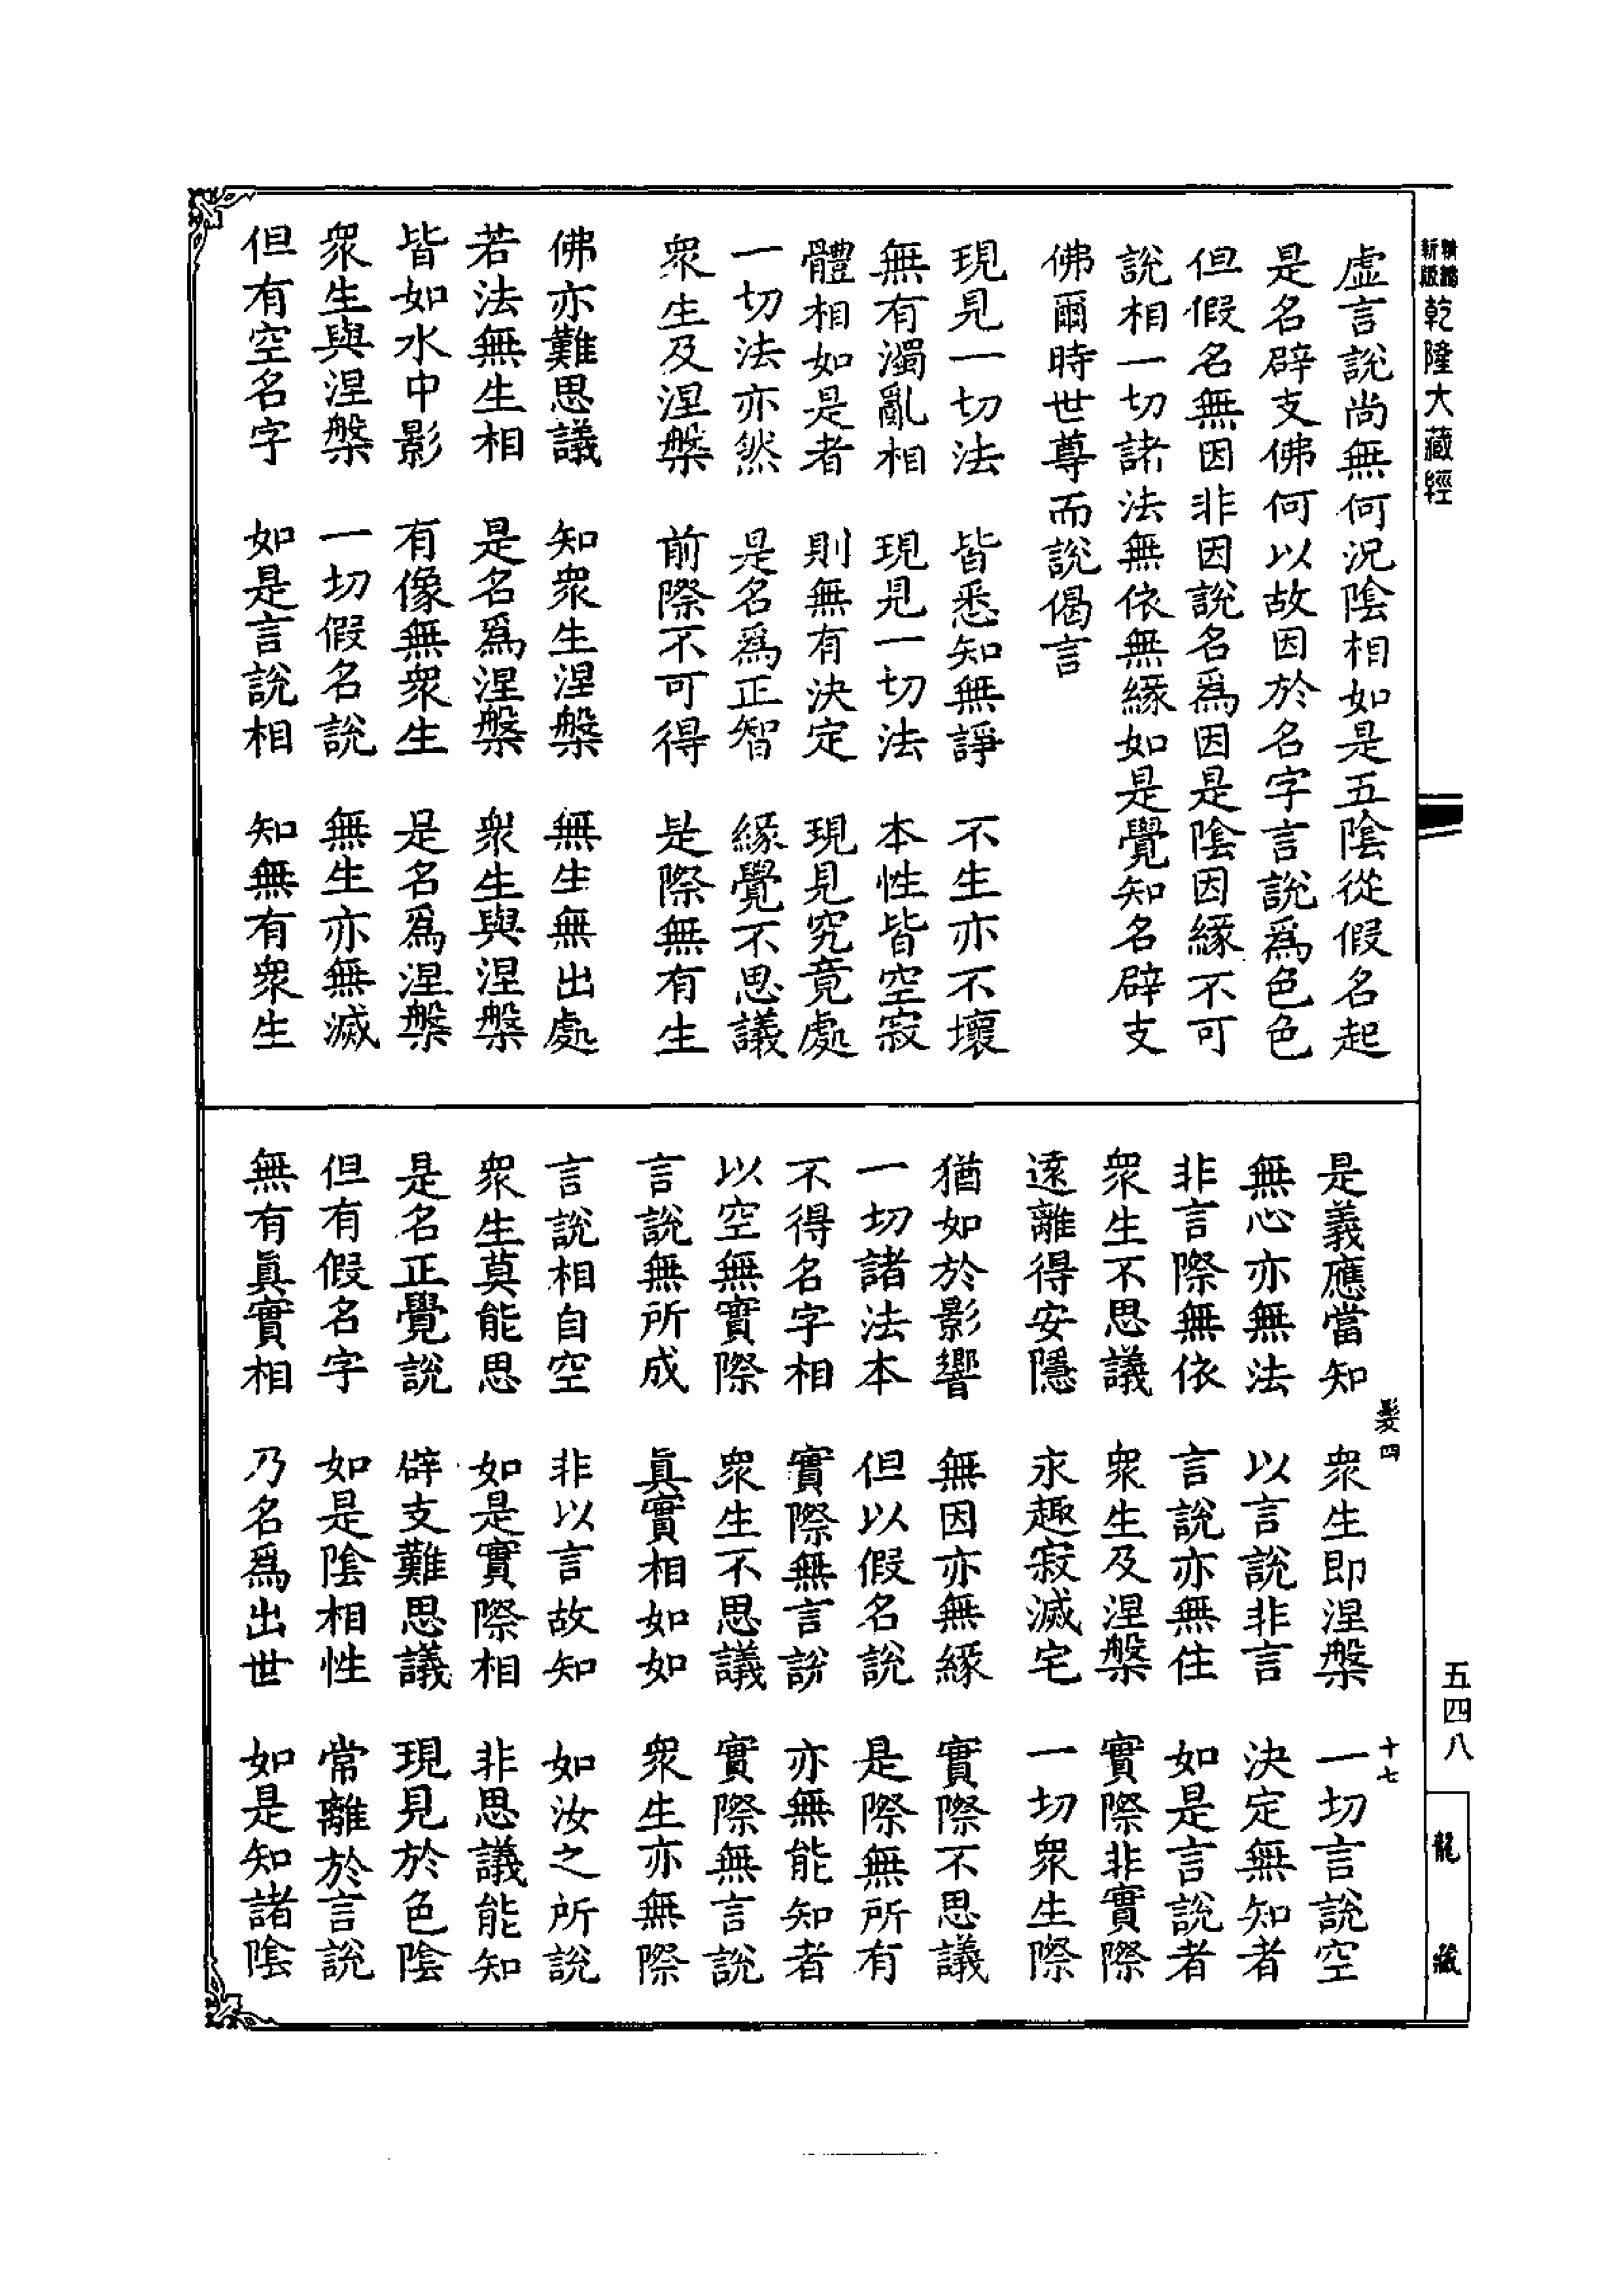 乾隆大藏經
虛言說尚無何況陰相如是五陰從假名起
是名辟支佛何以故因於名字言說爲色色
但假名無因非因說名爲因是陰因緣不可
說相一切諸法無依無緣如是覺知名辟支
佛爾時世尊而說偈言
現見一切法　皆悉知無諍　不生亦不壞
無有濁亂相　現見一切法　本性皆空寂
體相如是者　則無有決定　現見究竟處
一切法亦然　是名爲正智　緣覺不思議
衆生及涅槃　前際不可得　是際無有生
佛亦難思議　知衆生涅槃　無生無出處
若法無生相　是名爲涅槃　衆生與涅槃
皆如水中影　有像無衆生　是名爲涅槃
衆生與涅槃　一切假名說　無生亦無滅
但有空名字　如是言說相　知無有衆生
是義應當知　衆生即涅槃　一切言說空
無心亦無法　以言說非言　決定無知者
非言際無依　言說亦無住　如是言說者
衆生不思議　衆生及涅槃　實際非實際
遠離得安隱　永趣寂滅宅　一切衆生際
猶如於影響　無因亦無緣　實際不思議
一切諸法本　但以假名說　是際無所有
不得名字相　實際無言說　亦無能知者
以空無實際　衆生不思議　實際無言說
言說無所成　眞實相如如　衆生亦無際
言說相自空　非以言故知　如汝之所說
衆生莫能思　如是實際相　非思議能知
是名正覺說　辟支難思議　現見於色陰
但有假名字　如是陰相性　常離於言說
無有眞實相　乃名爲出世　如是知諸陰
髮四
十七
五四八
龍藏